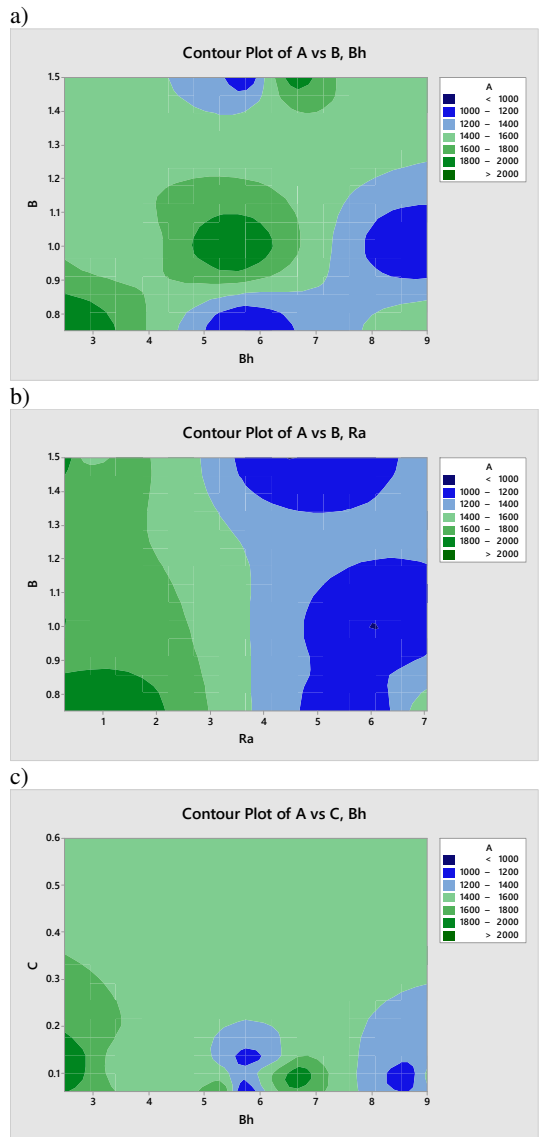 a)
Contour Plot of A vs B, Bh
A
< 1000
1000 – 1200
1200 – 1400
1400 – 1600
1600 – 1800
1800 – 2000
> 2000
1.5
1.4
1.3
1.2
1.1
1.0
0.9
0.8
B
3 4 5 6 7 8 9
Bh
b)
Contour Plot of A vs B, Ra
A
< 1000
1000 – 1200
1200 – 1400
1400 – 1600
1600 – 1800
1800 – 2000
> 2000
1.5
1.4
1.3
1.2
1.1
1.0
0.9
0.8
B
1 2 3 4 5 6 7
Ra
c)
Contour Plot of A vs C, Bh
A
< 1000
1000 – 1200
1200 – 1400
1400 – 1600
1600 – 1800
1800 – 2000
> 2000
0.6
0.5
0.4
0.3
0.2
0.1
C
3 4 5 6 7 8 9
Bh